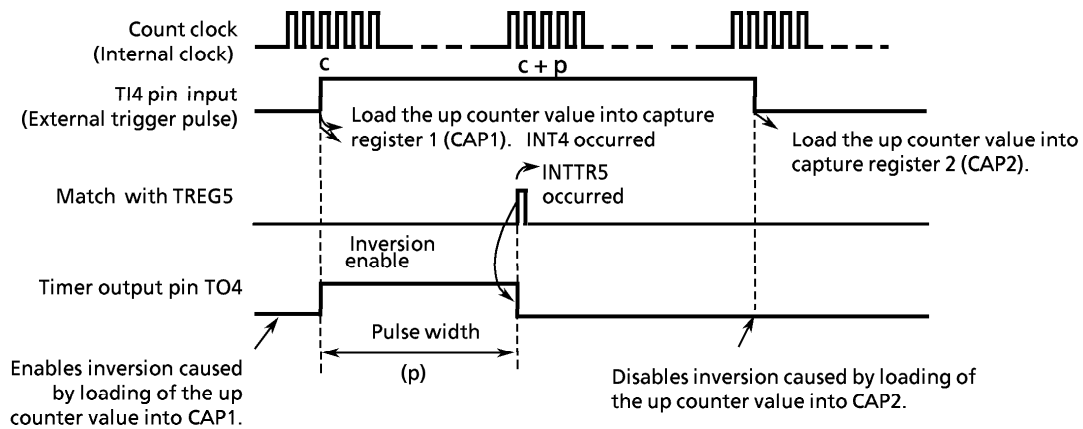 Count clock
(Internal clock)
c
c + p
TI4 pin input
(External trigger pulse)
Load the up counter value into capture
register 1 (CAP1).   INT4 occurred
Load the up counter value into
capture register 2 (CAP2).
INTTR5
occurred
Match with TREG5
Inversion
enable
Timer output pin TO4
Pulse width
(p)
Enables inversion caused
by loading of the up
counter value into CAP1.
Disables inversion caused by loading of
the up counter value into CAP2.